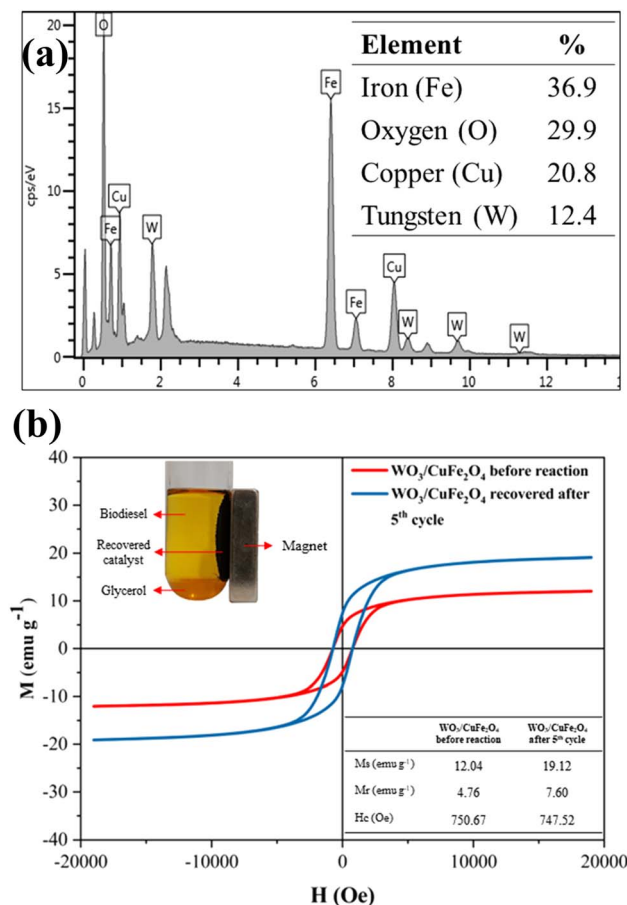 (a)
20
15
10
5
0
cps/eV
O
Fe
Cu
W
Fe
Fe
Cu
W
W
W
0 2 4 6 8 10 12
Element %
Iron (Fe) 36.9
Oxygen (O) 29.9
Copper (Cu) 20.8
Tungsten (W) 12.4
(b)
40
30
20
10
0
-10
-20
-30
-40
M (emu g⁻¹)
Biodiesel
Recovered
catalyst
Glycerol
Magnet
WO₃/CuFe₂O₄ before reaction
WO₃/CuFe₂O₄ recovered after
5ᵗʰ cycle
WO₃/CuFe₂O₄ before reaction WO₃/CuFe₂O₄ after 5ᵗʰ cycle
Ms (emu g⁻¹) 12.04 19.12
Mr (emu g⁻¹) 4.76 7.60
Hc (Oe) 750.67 747.52
-20000 -10000 0 10000 20000
H (Oe)